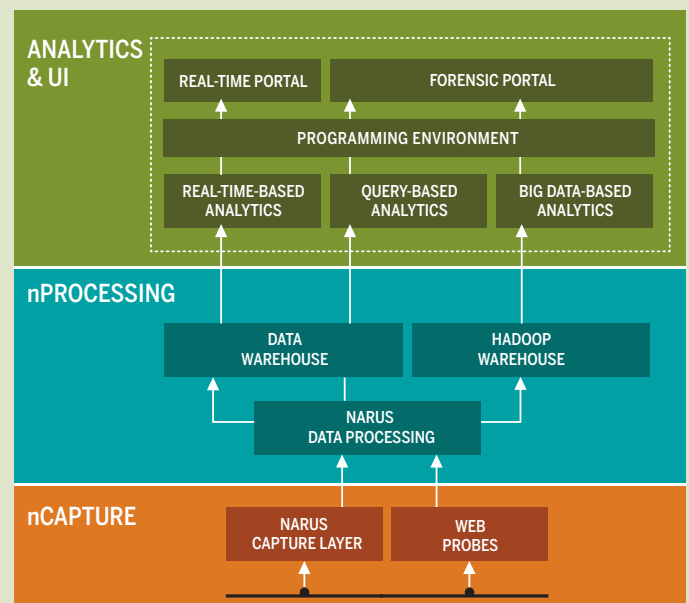 ANALYTICS
& UI
REAL-TIME PORTAL
FORENSIC PORTAL
PROGRAMMING ENVIRONMENT
REAL-TIME-BASED
ANALYTICS
QUERY-BASED
ANALYTICS
BIG DATA-BASED
ANALYTICS
nPROCESSING
DATA
WAREHOUSE
HADOOP
WAREHOUSE
NARUS
DATA PROCESSING
nCAPTURE
NARUS
CAPTURE LAYER
WEB
PROBES